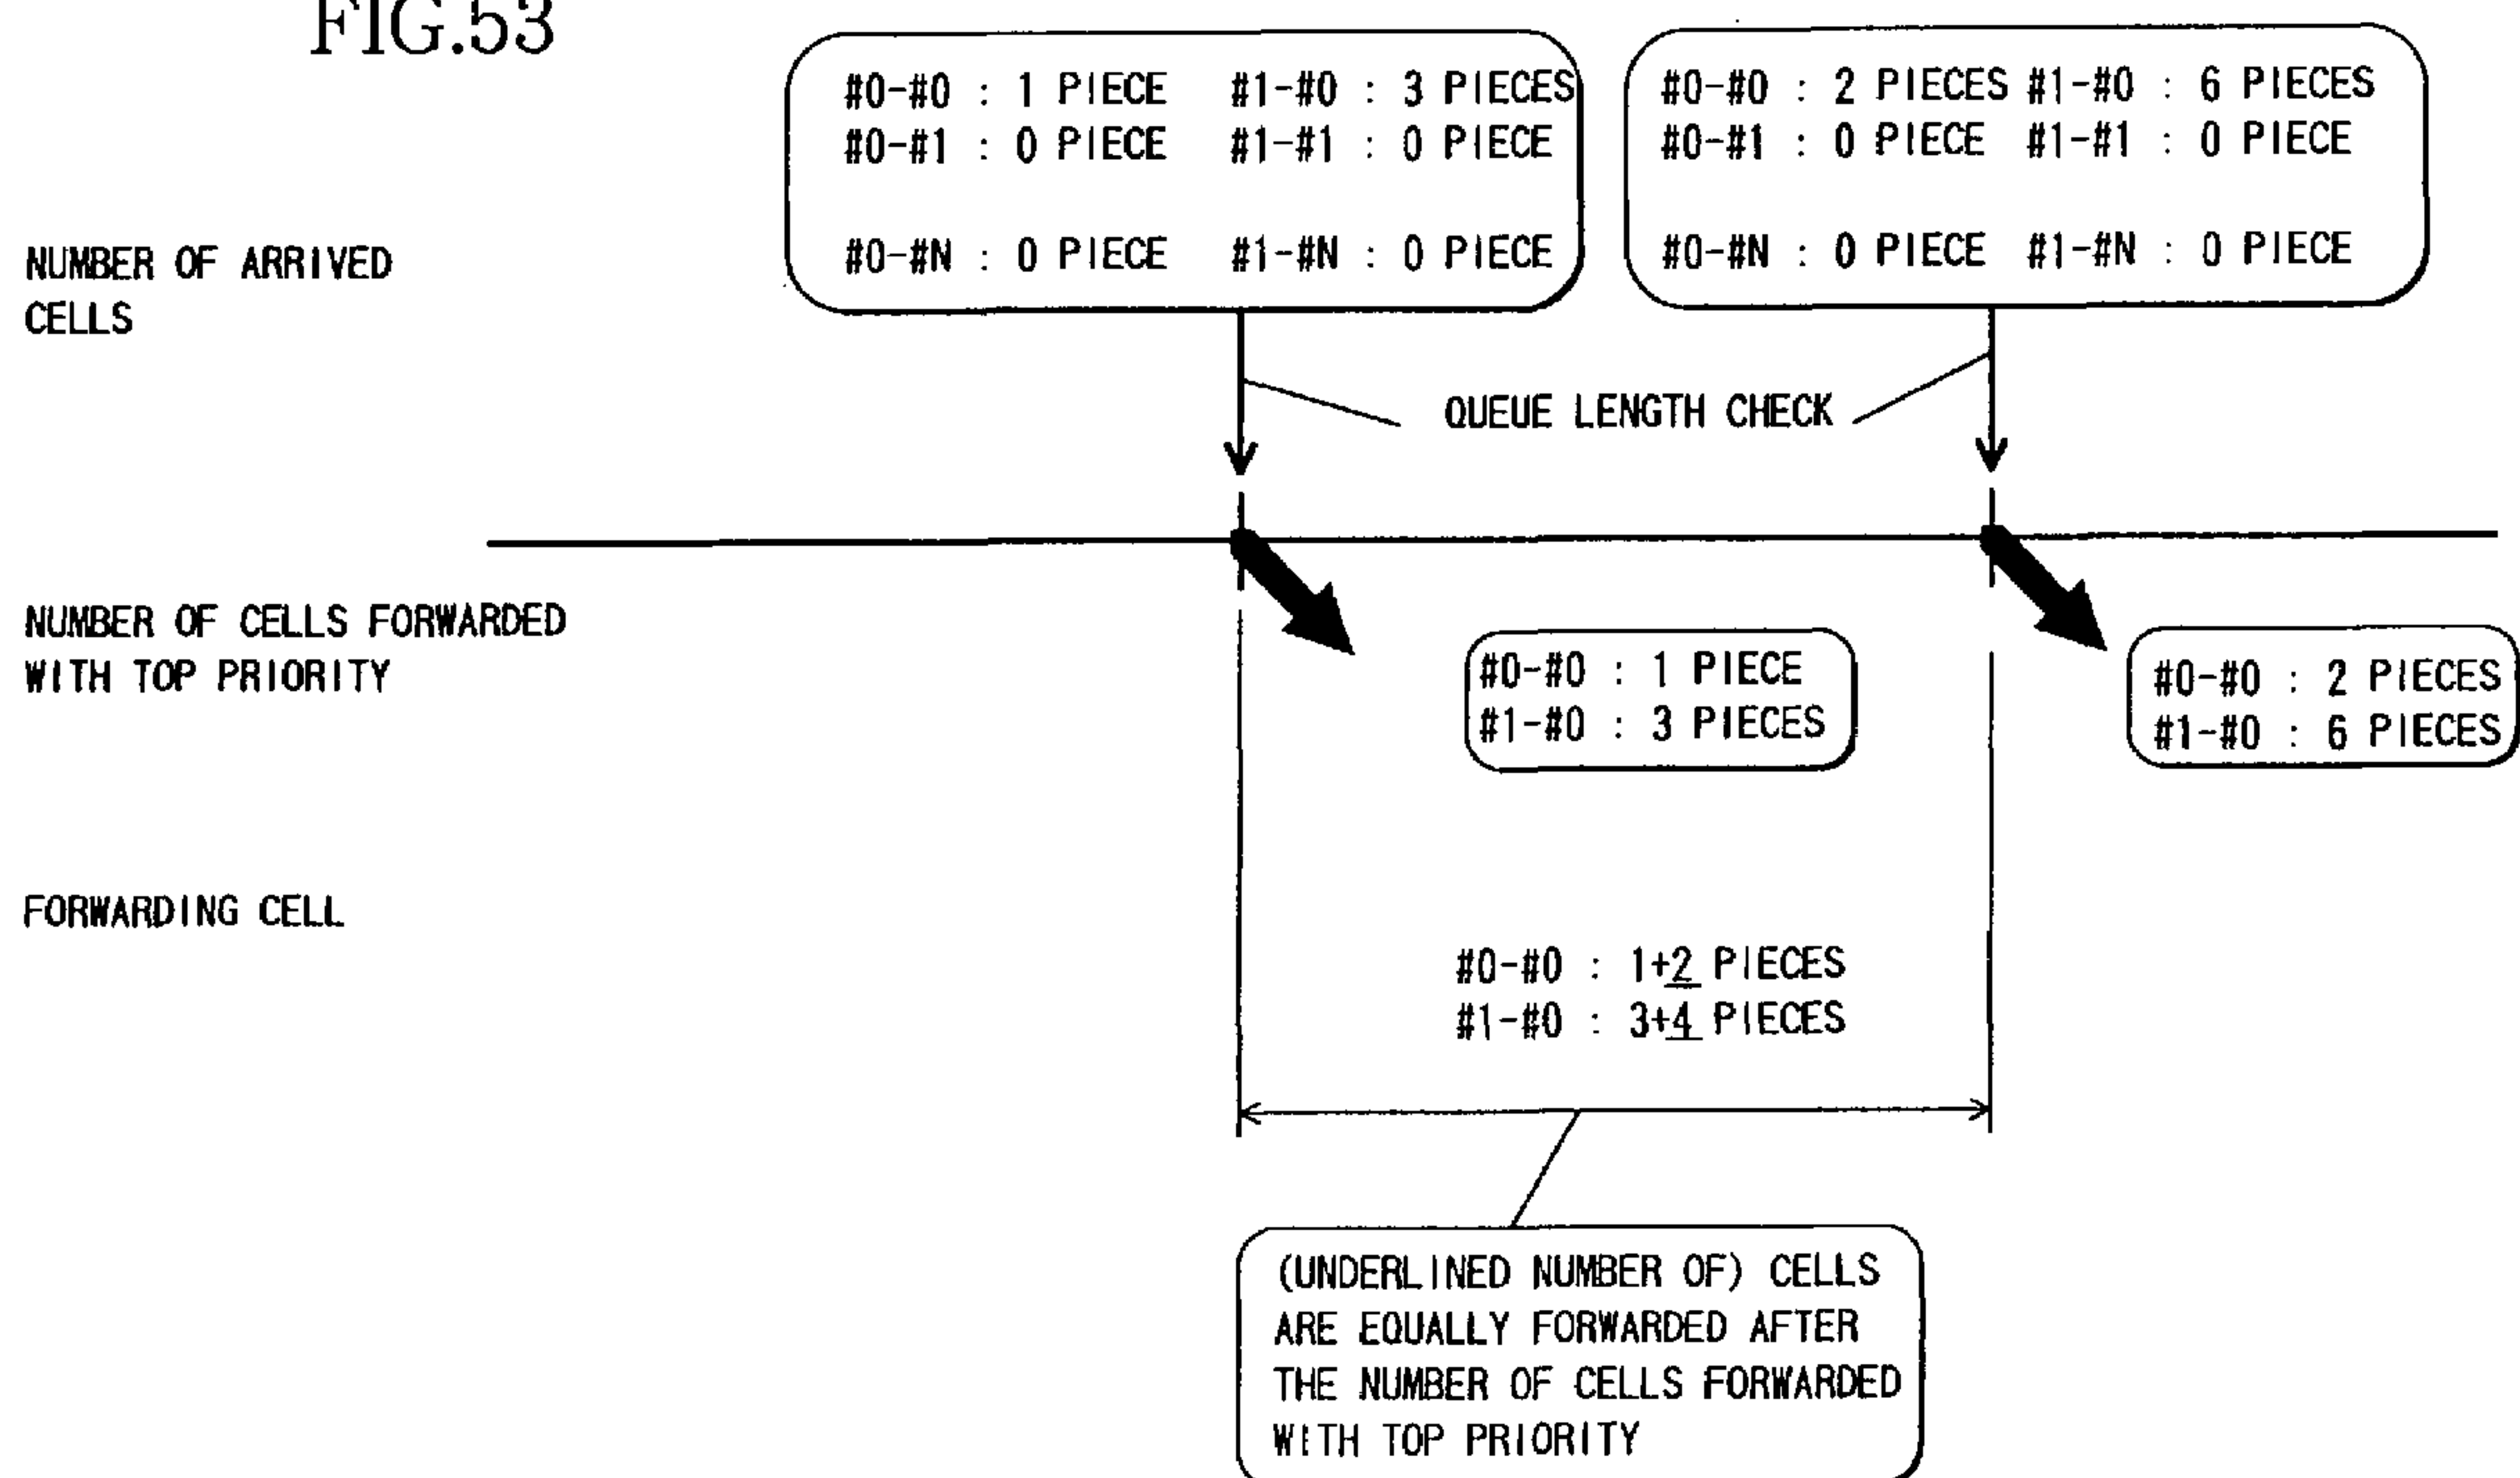 FIG.53
#0-#0 : 1 PIECE #1-#0 : 3 PIECES
#0-#1 : 0 PIECE #1-#1 : 0 PIECE
#0-#N : 0 PIECE #1-#N : 0 PIECE
#0-#0 : 2 PIECES #1-#0 : 6 PIECES
#0-#1 : 0 PIECE #1-#1 : 0 PIECE
#0-#N : 0 PIECE #1-#N : 0 PIECE
NUMBER OF ARRIVED
CELLS
QUEUE LENGTH CHECK
NUMBER OF CELLS FORWARDED
WITH TOP PRIORITY
#0-#0 : 1 PIECE
#1-#0 : 3 PIECES
#0-#0 : 2 PIECES
#1-#0 : 6 PIECES
FORWARDING CELL
#0-#0 : 1+2 PIECES
#1-#0 : 3+4 PIECES
(UNDERLINED NUMBER OF) CELLS
ARE EQUALLY FORWARDED AFTER
THE NUMBER OF CELLS FORWARDED
WITH TOP PRIORITY